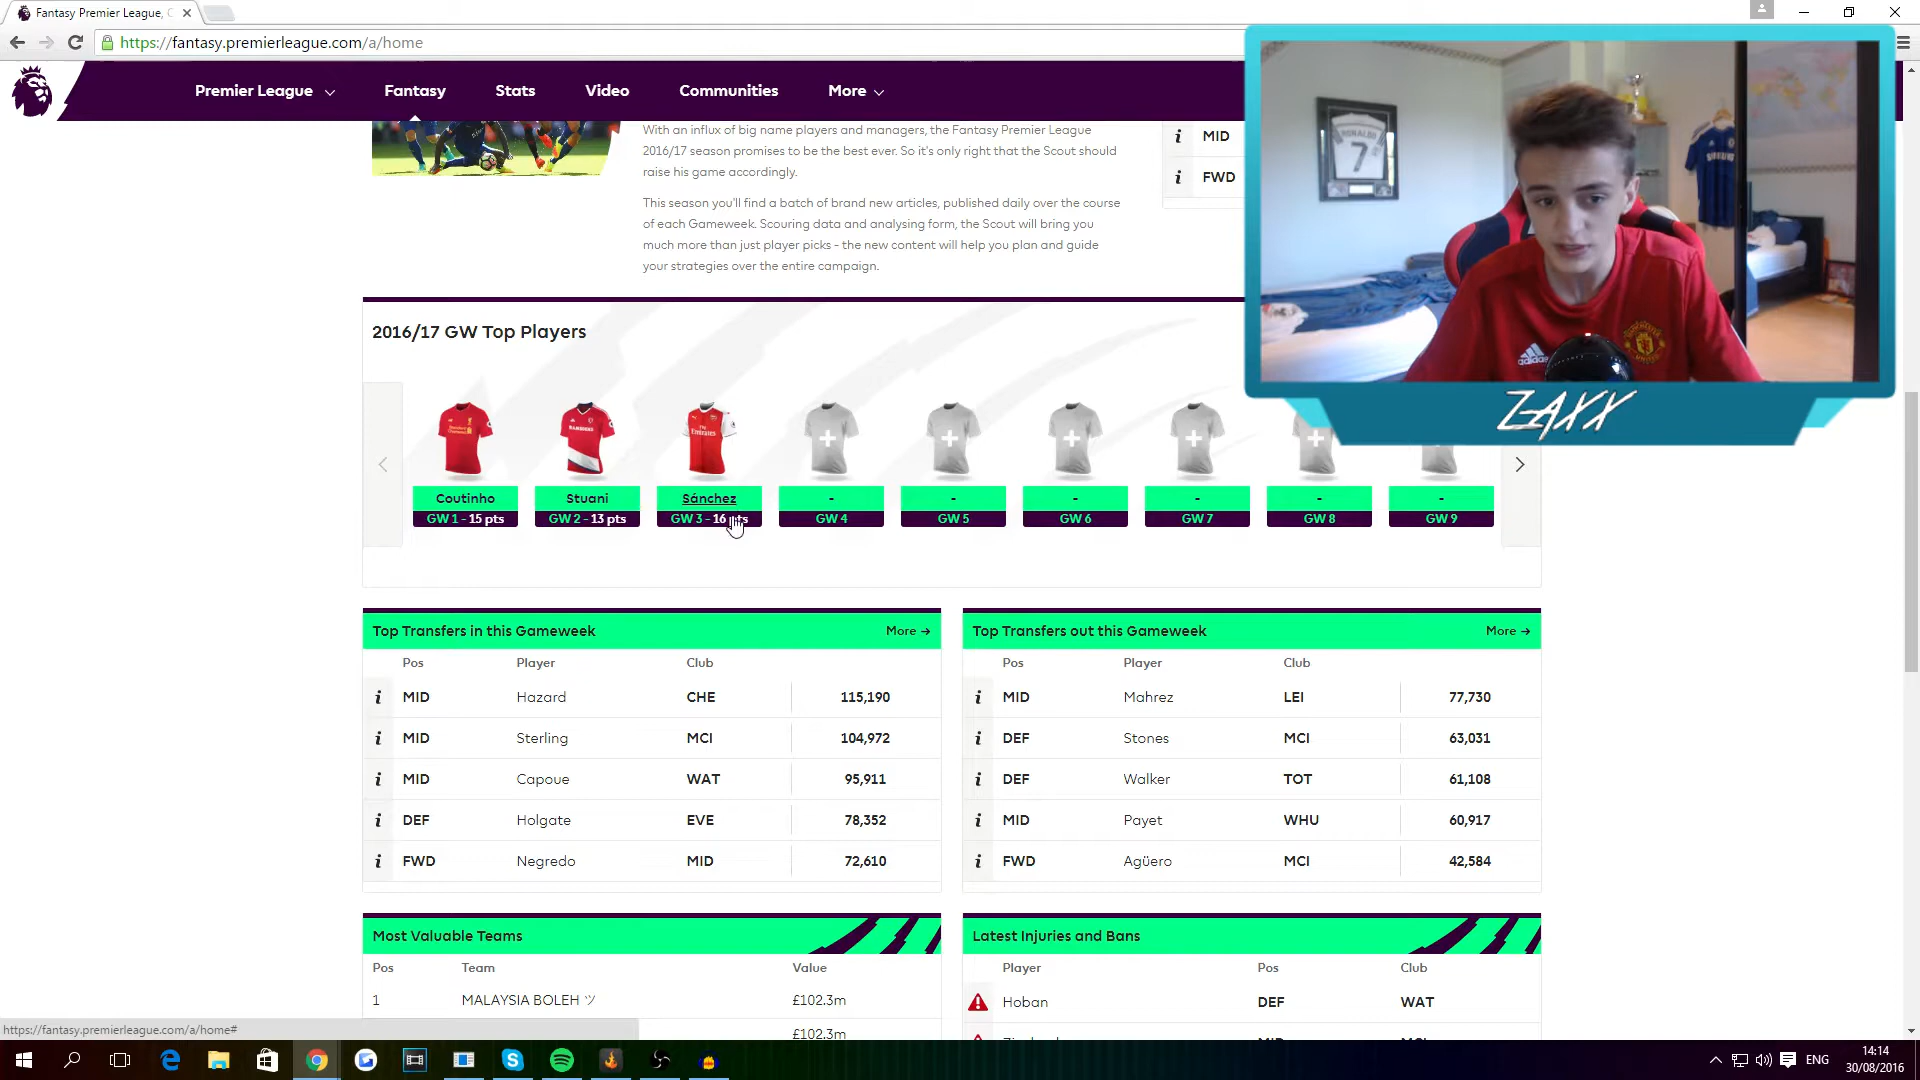 Fantasy Premier League, C
https://fantasy.premierleague.com/a/home
Premier League
Fantasy
Stats
Video
Communities
More
With an influx of big name players and managers, the Fantasy Premier League
2016/17 season promises to be the best ever. So it's only right that the Scout should
raise his game accordingly.
This season you'll find a batch of brand new articles, published daily over the course
of each Gameweek. Scouring data and analysing form, the Scout will bring you
much more than just player picks - the new content will help you plan and guide
your strategies over the entire campaign.
i MID
i FWD
RONALDO
7
SAMSUNG
adidas
ZAXX
2016/17 GW Top Players
Coutinho
GW 1 - 15 pts
Stuani
GW 2 - 13 pts
Sánchez
GW 3 - 16 pts
-
GW 4
-
GW 5
-
GW 6
-
GW 7
-
GW 8
-
GW 9
Top Transfers in this Gameweek More →
Pos Player Club
i MID Hazard CHE 115,190
i MID Sterling MCI 104,972
i MID Capoue WAT 95,911
i DEF Holgate EVE 78,352
i FWD Negredo MID 72,610
Top Transfers out this Gameweek More →
Pos Player Club
i MID Mahrez LEI 77,730
i DEF Stones MCI 63,031
i DEF Walker TOT 61,108
i MID Payet WHU 60,917
i FWD Agüero MCI 42,584
Most Valuable Teams
Pos Team Value
1 MALAYSIA BOLEH ツ £102.3m
£102.3m
Latest Injuries and Bans
Player Pos Club
Hoban DEF WAT
https://fantasy.premierleague.com/a/home#
ENG
14:14
30/08/2016